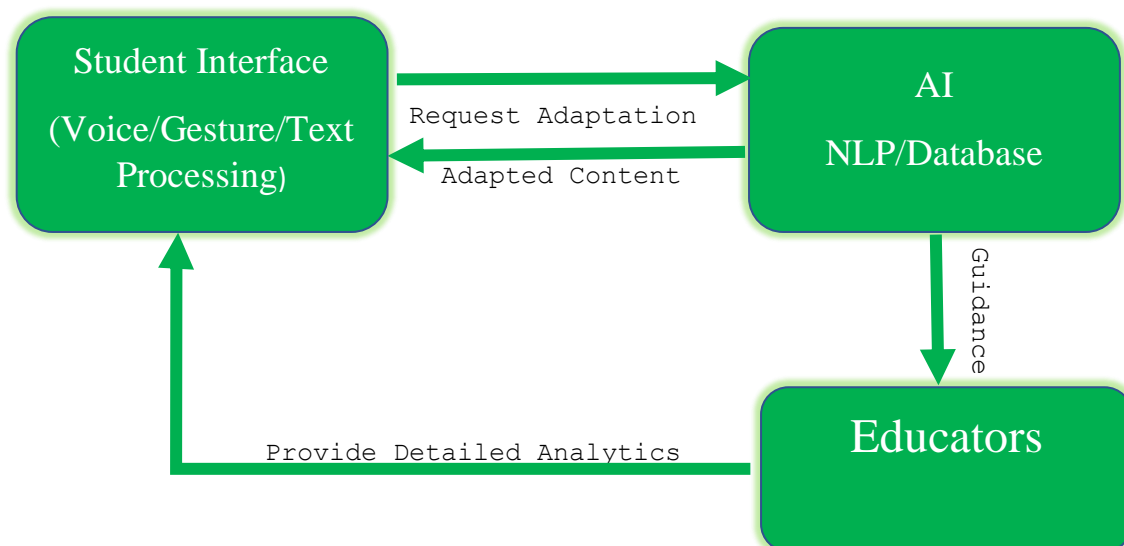 Student Interface
(Voice/Gesture/Text
Processing)
AI
NLP/Database
Request Adaptation
Adapted Content
Guidance
Educators
Provide Detailed Analytics